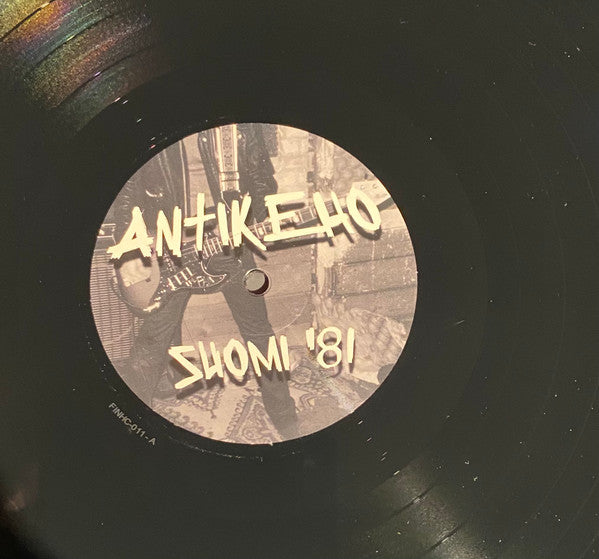 ANTIKEHO
SUOMI '81
FINHC-011-A